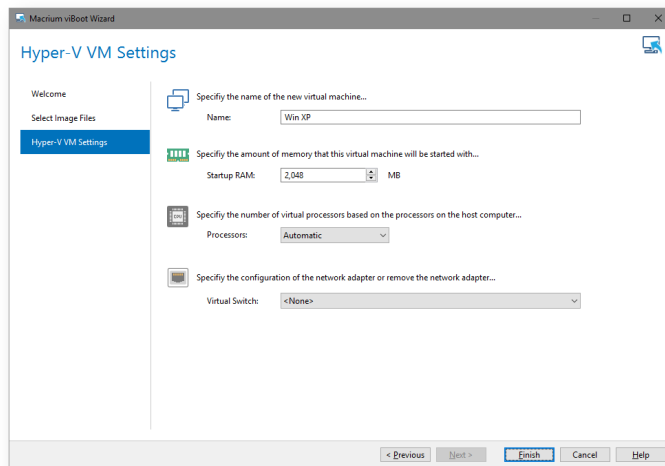 Macrium viBoot Wizard
Hyper-V VM Settings
Welcome
Select Image Files
Hyper-V VM Settings
Specifiy the name of the new virtual machine...
Name: Win XP
Specifiy the amount of memory that this virtual machine will be started with...
Startup RAM: 2,048 MB
CPU
Specifiy the number of virtual processors based on the processors on the host computer...
Processors: Automatic
Specifiy the configuration of the network adapter or remove the network adapter...
Virtual Switch: <None>
< Previous Next > Finish Cancel Help